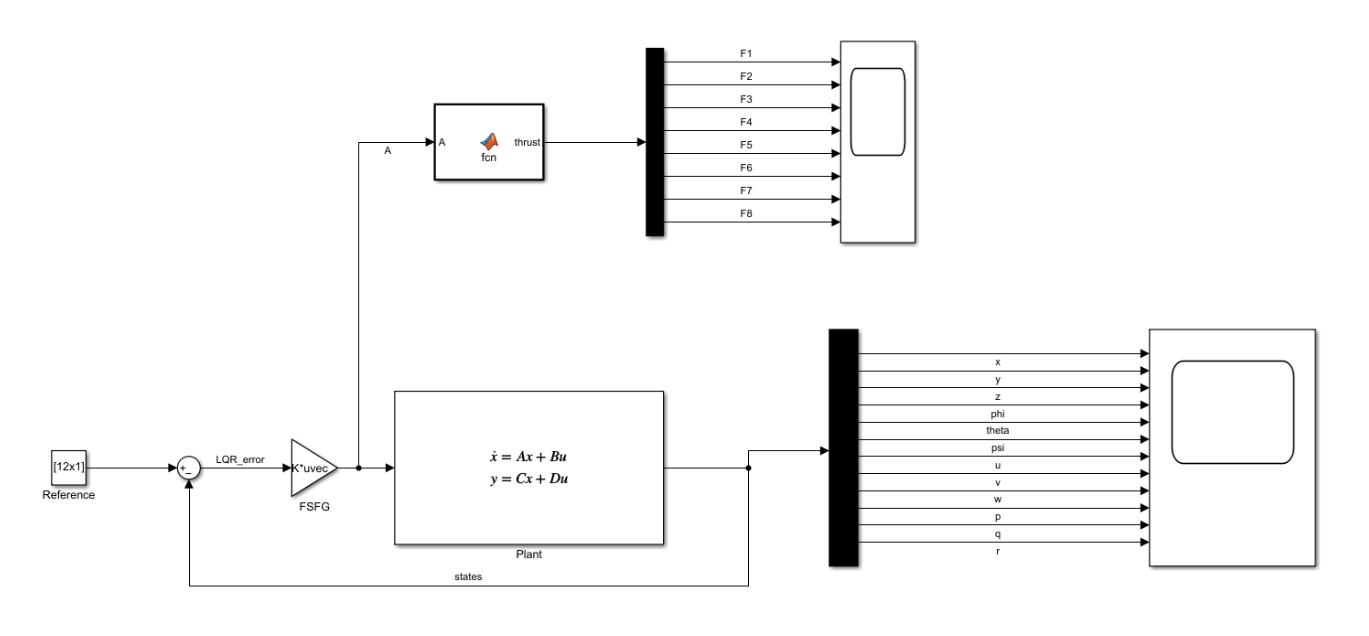 F1
F2
F3
F4
F5
F6
F7
F8
A
A
fcn
thrust
ẋ = Ax + Bu
y = Cx + Du
Plant
[12x1]
Reference
+
−
LQR_error
K*uvec
FSFG
states
x
y
z
phi
theta
psi
u
v
w
p
q
r